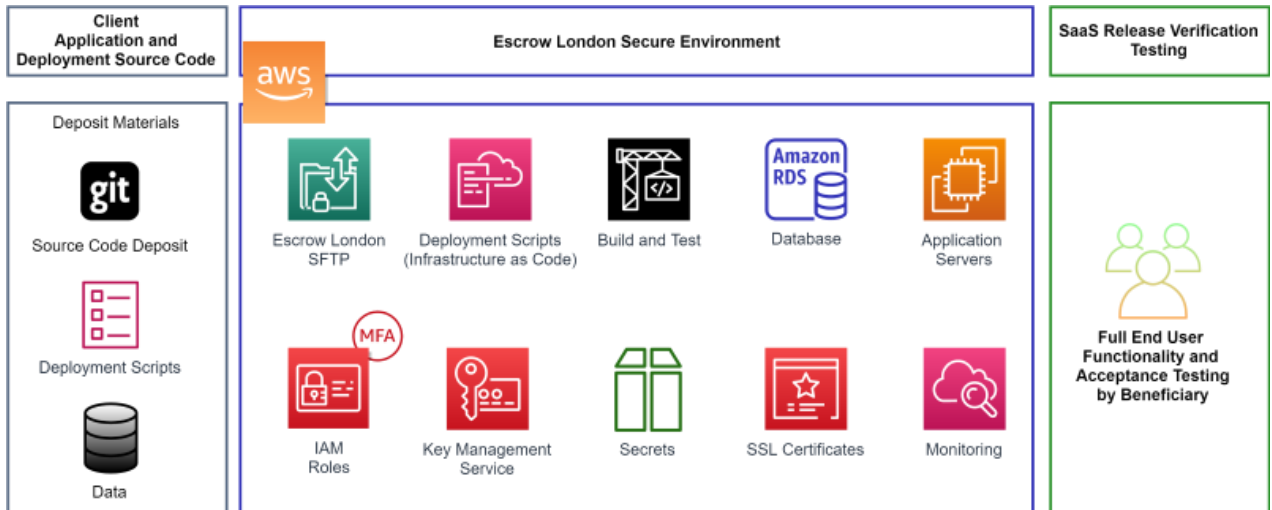 Client
Application and
Deployment Source Code
Escrow London Secure Environment
SaaS Release Verification
Testing
aws
Deposit Materials
git
Source Code Deposit
Deployment Scripts
Data
Escrow London
SFTP
Deployment Scripts
(Infrastructure as Code)
</>
Build and Test
Amazon
RDS
Database
Application
Servers
MFA
IAM
Roles
Key Management
Service
Secrets
SSL Certificates
Monitoring
Full End User
Functionality and
Acceptance Testing
by Beneficiary